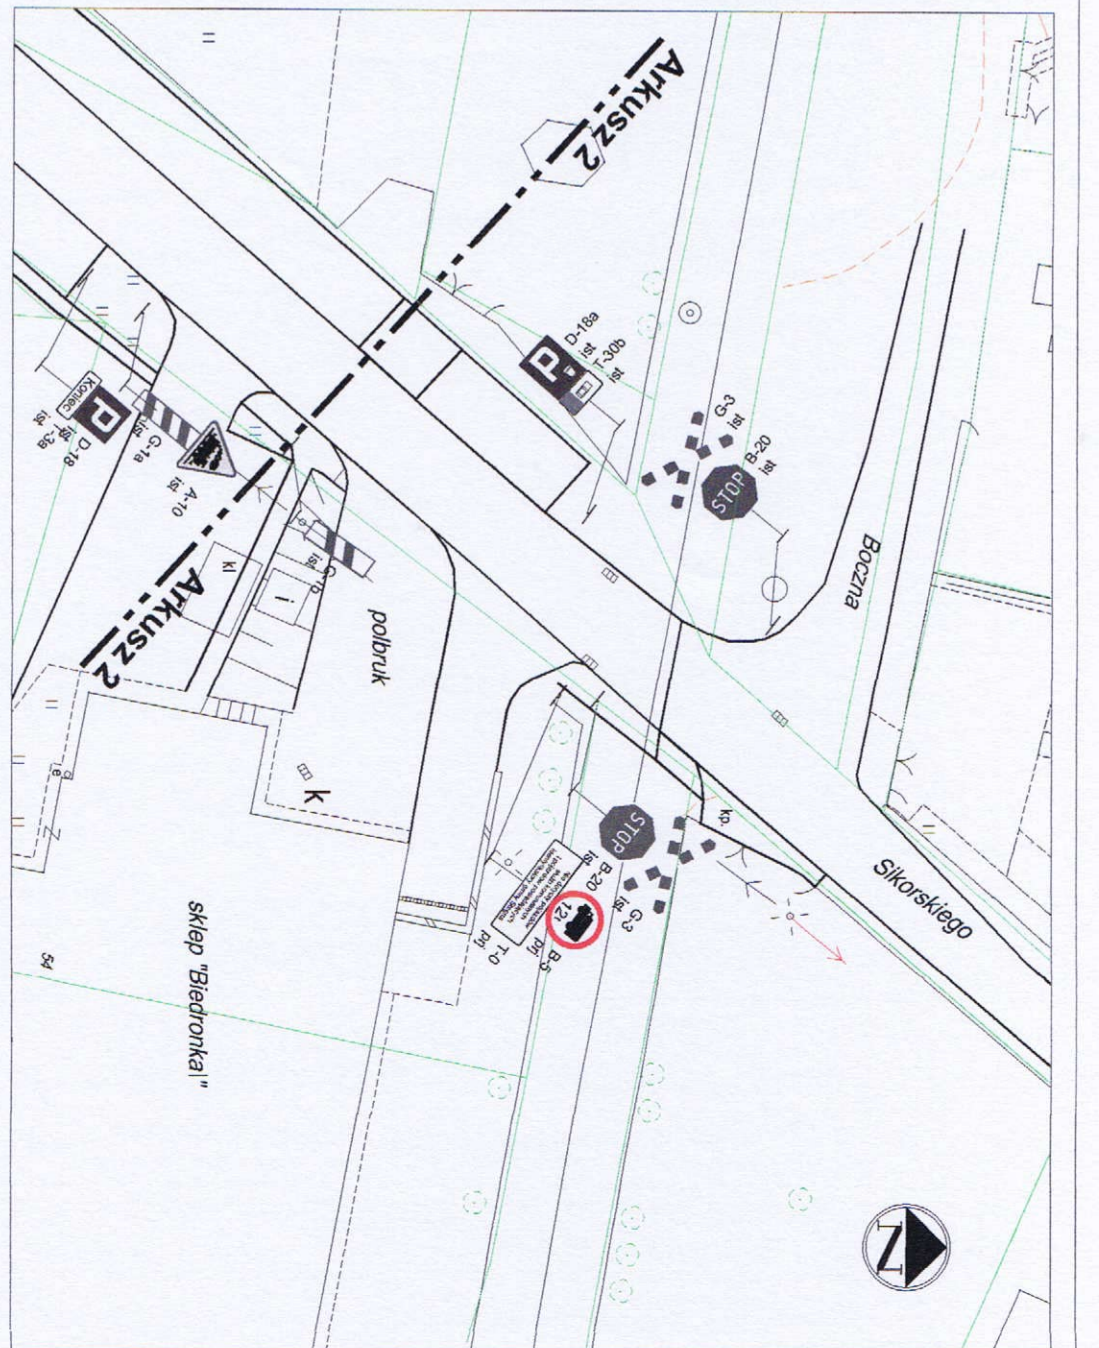 Arkusz 2
D-18a
ist
T-30b
ist
P
G-3
ist
B-20
ist
STOP
Boczna
Koniec
P
T-3a
ist
D-18
ist
G-1a
ist
A-10
ist
G-1b
ist
kl
i
Arkusz 2
polbruk
k
STOP
B-20
ist
G-3
ist
12t
B-5
prj
T-0
prj
kp.
Sikorskiego
sklep "Biedronka"
54
N